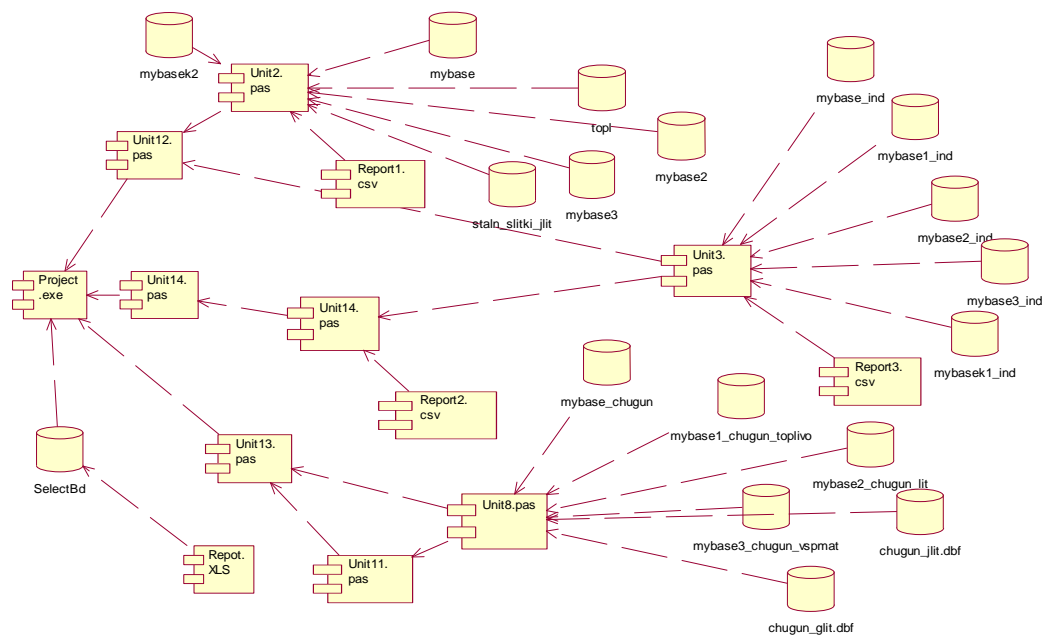 mybasek2
mybase
Unit2.
pas
topl
mybase_ind
mybase1_ind
Unit12.
pas
Report1.
csv
mybase2
mybase3
staln_slitki_jlit
mybase2_ind
Unit3.
pas
mybase3_ind
Project
.exe
Unit14.
pas
Unit14.
pas
mybasek1_ind
Report3.
csv
Report2.
csv
mybase_chugun
mybase1_chugun_toplivo
Unit13.
pas
SelectBd
mybase2_chugun_lit
Unit8.pas
mybase3_chugun_vspmat
chugun_jlit.dbf
Repot.
XLS
Unit11.
pas
chugun_glit.dbf